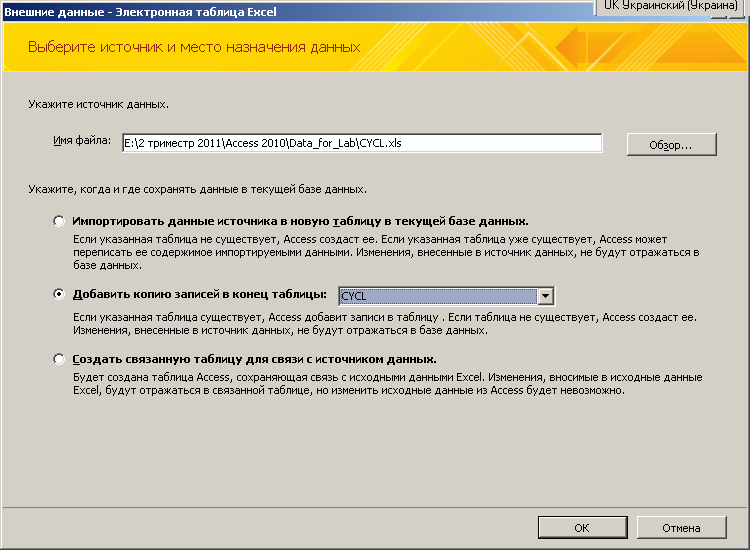 Внешние данные - Электронная таблица Excel
UK Украинский (Украина)
Выберите источник и место назначения данных
Укажите источник данных.
Имя файла:
E:\2 триместр 2011\Access 2010\Data_for_Lab\CYCL.xls
Обзор...
Укажите, когда и где сохранять данные в текущей базе данных.
Импортировать данные источника в новую таблицу в текущей базе данных.
Если указанная таблица не существует, Access создаст ее. Если указанная таблица уже существует, Access может
переписать ее содержимое импортируемыми данными. Изменения, внесенные в источник данных, не будут отражаться в
базе данных.
Добавить копию записей в конец таблицы:
CYCL
Если указанная таблица существует, Access добавит записи в таблицу . Если таблица не существует, Access создаст ее.
Изменения, внесенные в источник данных, не будут отражаться в базе данных.
Создать связанную таблицу для связи с источником данных.
Будет создана таблица Access, сохраняющая связь с исходными данными Excel. Изменения, вносимые в исходные данные
Excel, будут отражаться в связанной таблице, но изменить исходные данные из Access будет невозможно.
OK
Отмена